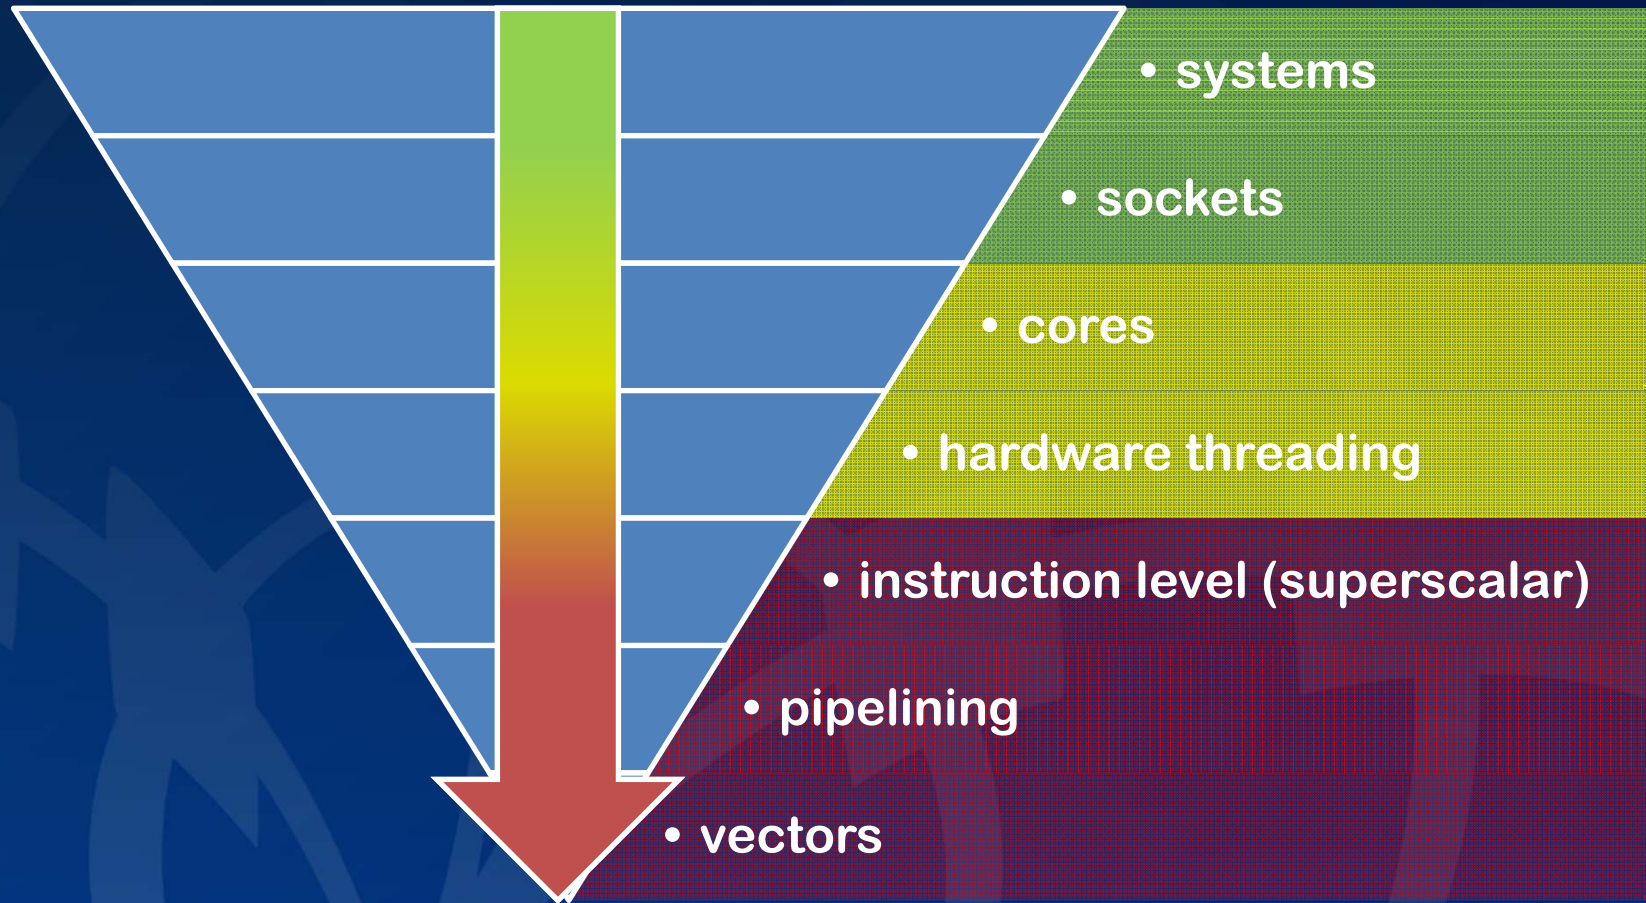 • systems
• sockets
• cores
• hardware threading
• instruction level (superscalar)
• pipelining
• vectors